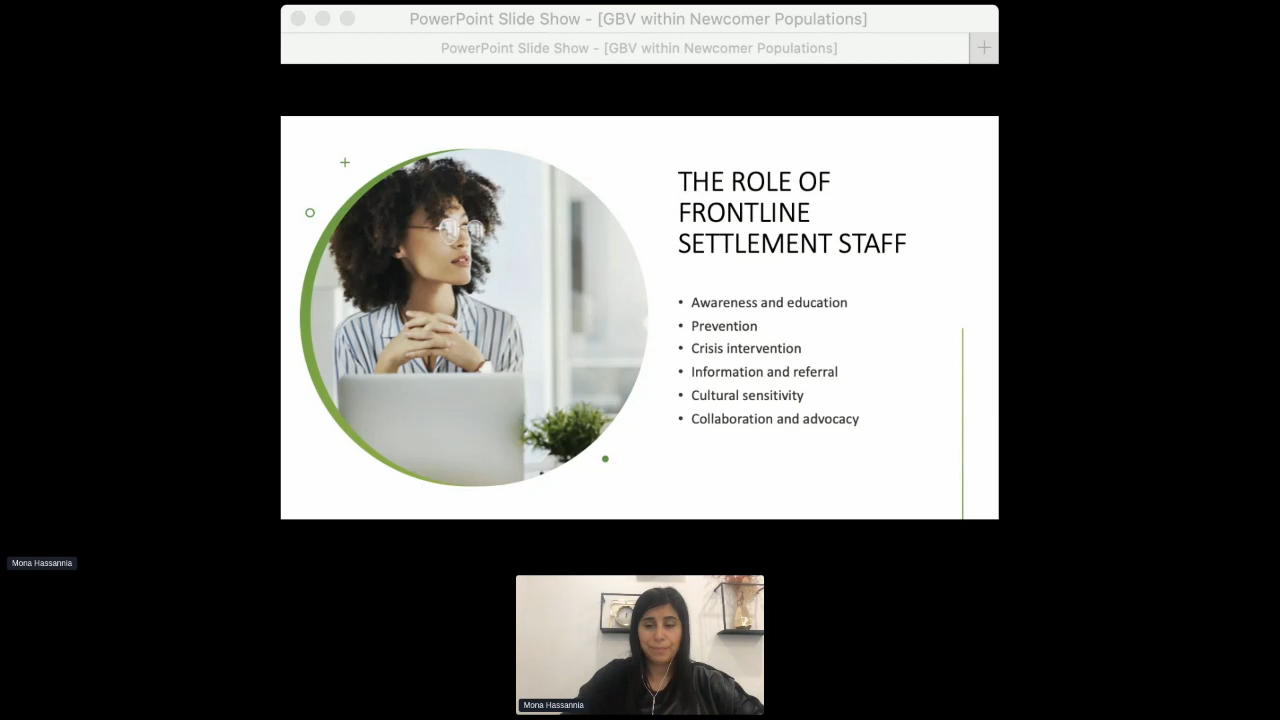 PowerPoint Slide Show - [GBV within Newcomer Populations]
PowerPoint Slide Show - [GBV within Newcomer Populations]
THE ROLE OF
FRONTLINE
SETTLEMENT STAFF
• Awareness and education
• Prevention
• Crisis intervention
• Information and referral
• Cultural sensitivity
• Collaboration and advocacy
Mona Hassannia
Mona Hassannia